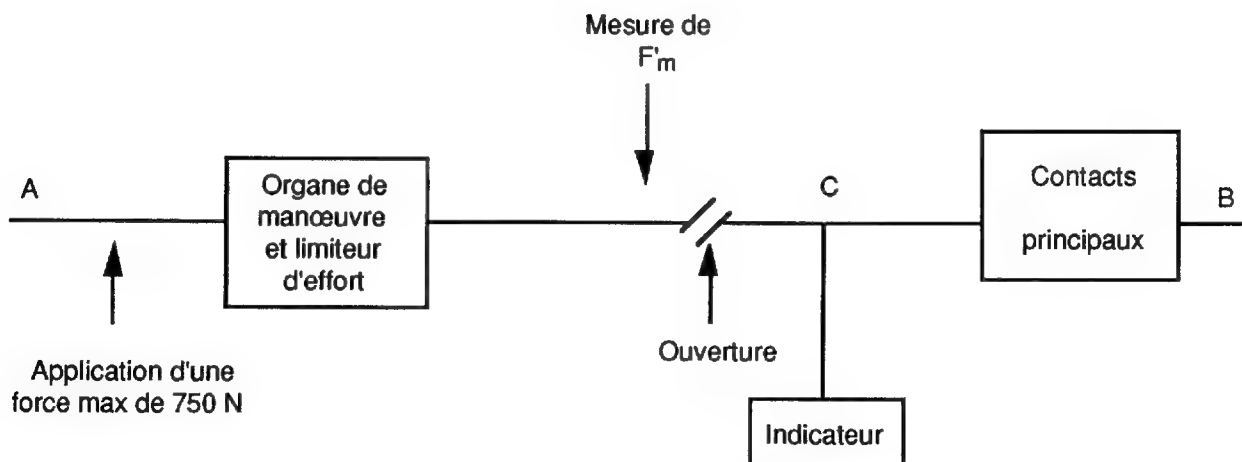 Mesure de
F'm
A
Organe de
manœuvre
et limiteur
d'effort
C
Contacts
principaux
B
Application d'une
force max de 750 N
Ouverture
Indicateur